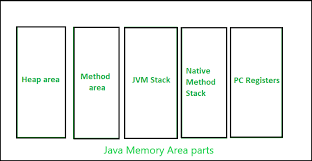 Heap area
Method
area
JVM Stack
Native
Method
Stack
PC Registers
Java Memory Area parts